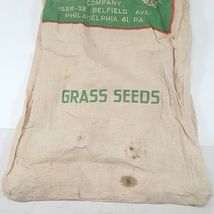 COMPANY
1628-32 BELFIELD AVE.
PHILADELPHIA 41, PA.
GRASS SEEDS